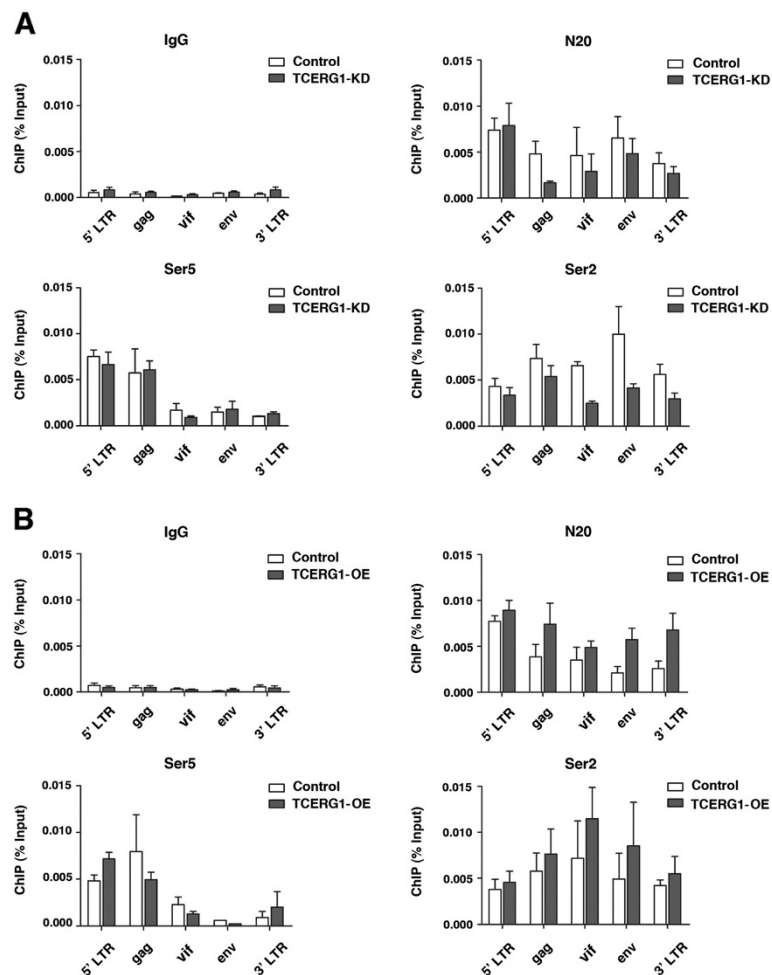 A
IgG
Control
TCERG1-KD
ChIP (% Input)
0.015
0.010
0.005
0.000
5' LTR
gag
vif
env
3' LTR
N20
Control
TCERG1-KD
ChIP (% Input)
0.015
0.010
0.005
0.000
5' LTR
gag
vif
env
3' LTR
Ser5
Control
TCERG1-KD
ChIP (% Input)
0.015
0.010
0.005
0.000
5' LTR
gag
vif
env
3' LTR
Ser2
Control
TCERG1-KD
ChIP (% Input)
0.015
0.010
0.005
0.000
5' LTR
gag
vif
env
3' LTR
B
IgG
Control
TCERG1-OE
ChIP (% Input)
0.015
0.010
0.005
0.000
5' LTR
gag
vif
env
3' LTR
N20
Control
TCERG1-OE
ChIP (% Input)
0.015
0.010
0.005
0.000
5' LTR
gag
vif
env
3' LTR
Ser5
Control
TCERG1-OE
ChIP (% Input)
0.015
0.010
0.005
0.000
5' LTR
gag
vif
env
3' LTR
Ser2
Control
TCERG1-OE
ChIP (% Input)
0.015
0.010
0.005
0.000
5' LTR
gag
vif
env
3' LTR